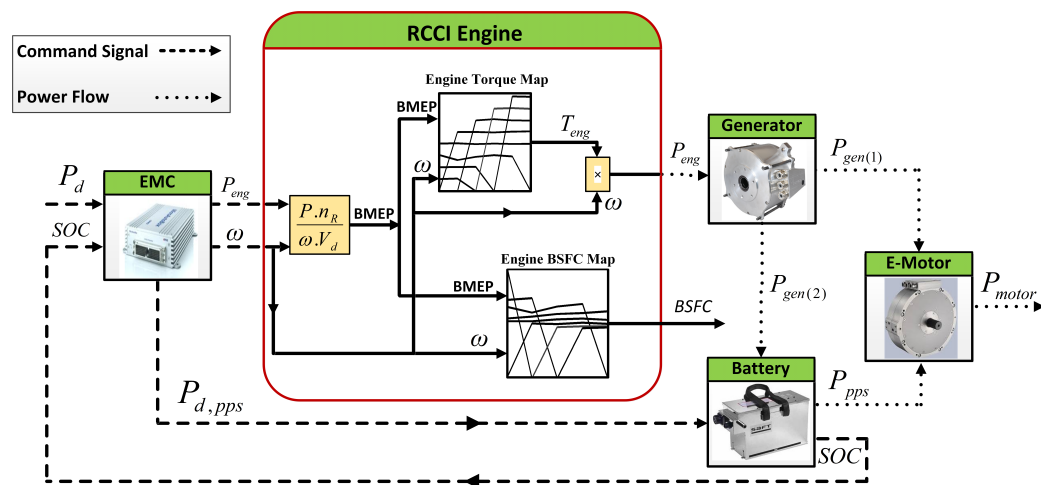 RCCI Engine
Command Signal
Power Flow
Engine Torque Map
BMEP
T_eng
ω
×
ω
P_eng
Generator
P_gen(1)
P_d
SOC
EMC
P_eng
ω
P.n_R
ω.V_d
BMEP
Engine BSFC Map
BMEP
ω
BSFC
P_gen(2)
E-Motor
P_motor
Battery
SAFT
P_pps
P_d,pps
SOC